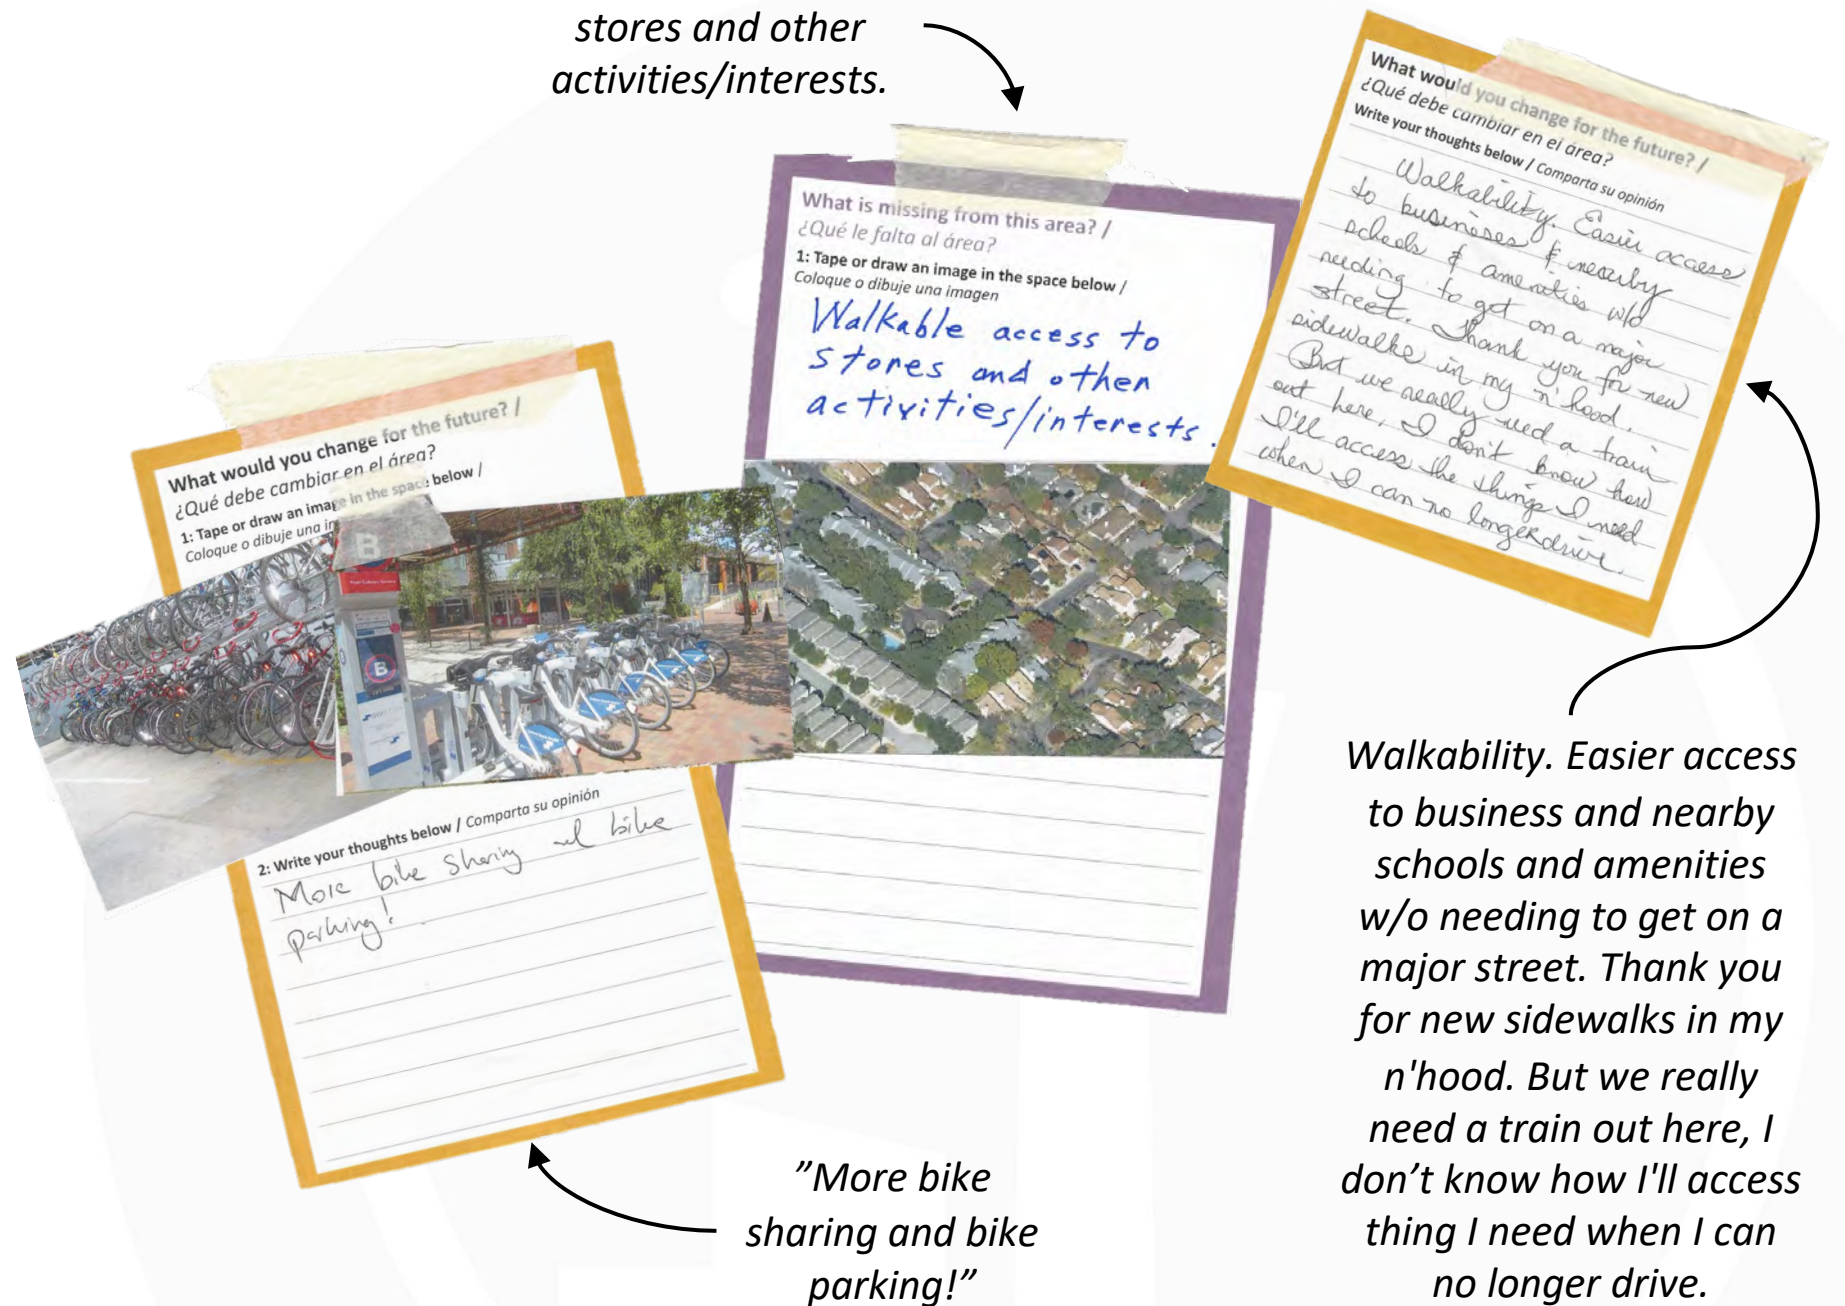 stores and other
activities/interests.
What would you change for the future? /
¿Qué debe cambiar en el área?
Write your thoughts below / Comparta su opinión
Walkability. Easier access
to businesses & nearby
schools & amenities w/o
needing to get on a major
street. Thank you for new
sidewalks in my n'hood.
But we really need a train
out here, I don't know how
I'll access the things I need
when I can no longer drive.
What is missing from this area? /
¿Qué le falta al área?
1: Tape or draw an image in the space below /
Coloque o dibuje una imagen
Walkable access to
stores and other
activities/interests.
What would you change for the future? /
¿Qué debe cambiar en el área?
1: Tape or draw an image in the space below /
Coloque o dibuje una
B
B
2: Write your thoughts below / Comparta su opinión
More bike sharing and bike
parking!
Walkability. Easier access
to business and nearby
schools and amenities
w/o needing to get on a
major street. Thank you
for new sidewalks in my
n'hood. But we really
need a train out here, I
don’t know how I'll access
thing I need when I can
no longer drive.
”More bike
sharing and bike
parking!”